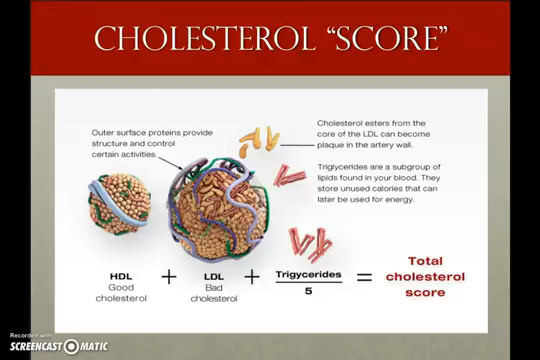 CHOLESTEROL “SCORE”
Cholesterol esters from the
core of the LDL can become
plaque in the artery wall.
Outer surface proteins provide
structure and control
certain activities.
Triglycerides are a subgroup of
lipids found in your blood. They
store unused calories that can
later be used for energy.
HDL + LDL + Trigycerides = Total
Good Bad 5 cholesterol
cholesterol cholesterol score
Recorded with
SCREENCAST MATIC